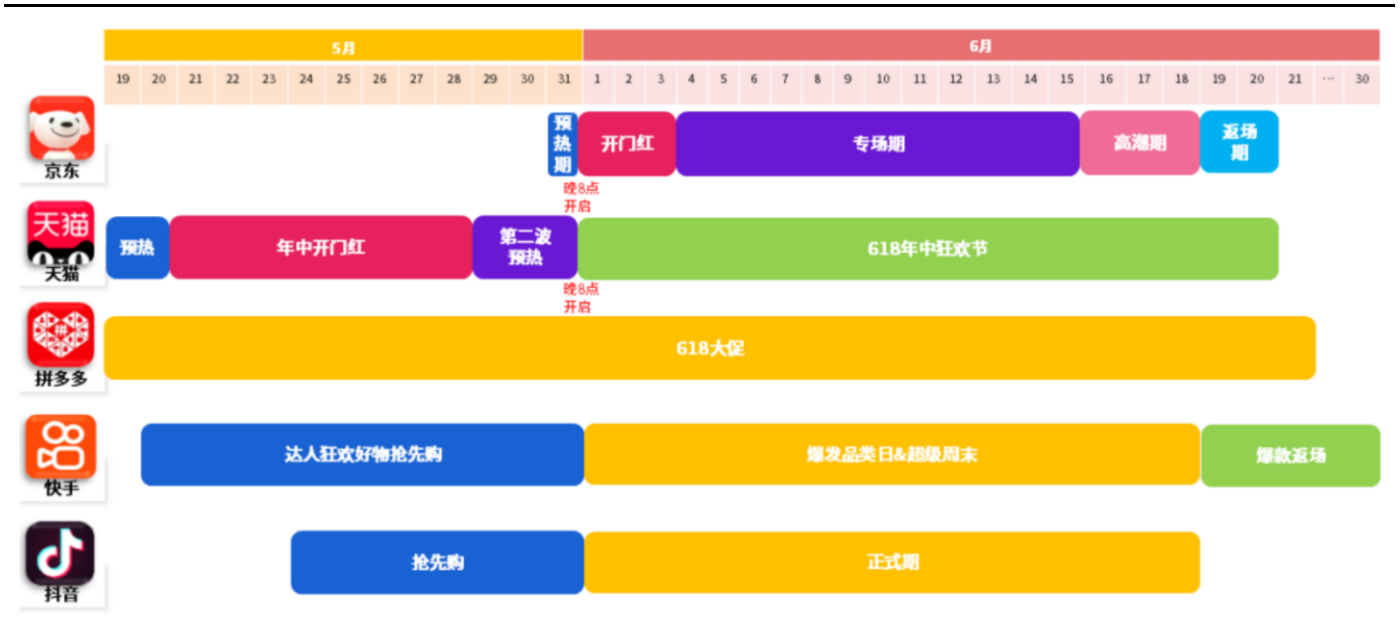 5月 6月
19 20 21 22 23 24 25 26 27 28 29 30 31 1 2 3 4 5 6 7 8 9 10 11 12 13 14 15 16 17 18 19 20 21 ... 30
京东
预
热
期
开门红
专场期
高潮期
返场
期
晚8点
开启
天猫
天猫
预热
年中开门红
第二波
预热
618年中狂欢节
晚8点
开启
拼
拼多多
618大促
快手
达人狂欢好物抢先购
爆发品类日&超级周末
爆款返场
抖音
抢先购
正式期